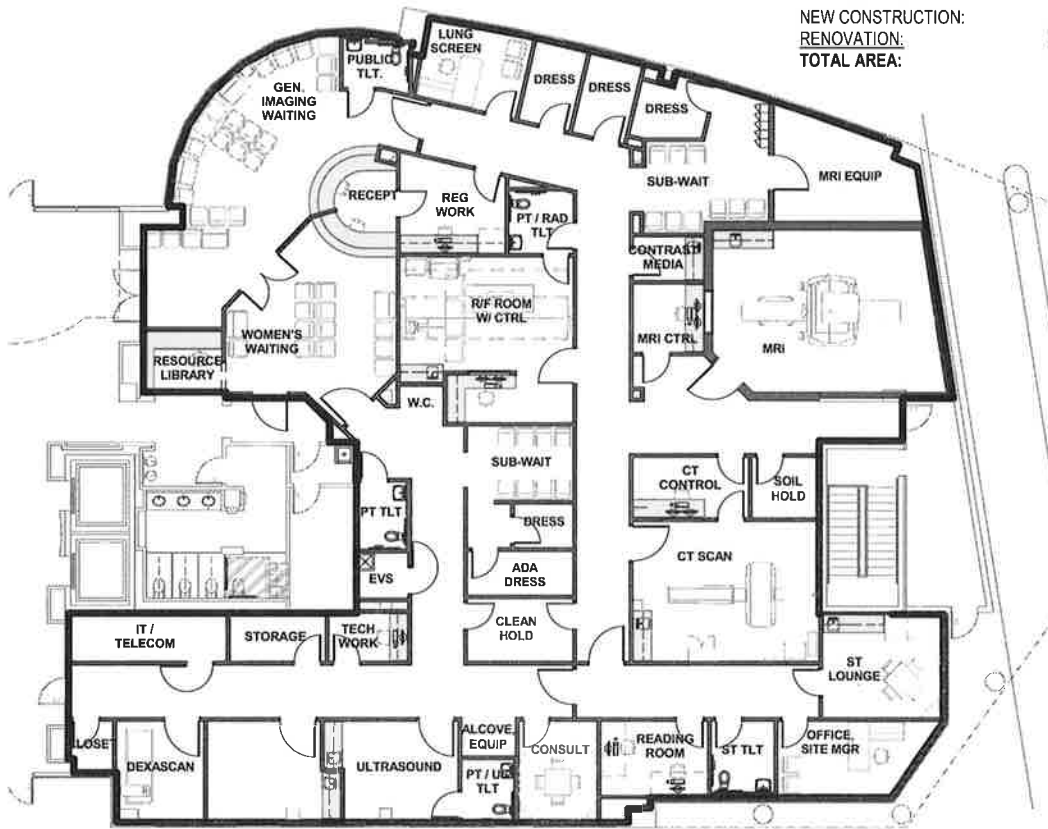 NEW CONSTRUCTION:
RENOVATION:
TOTAL AREA:
LUNG
SCREEN
PUBLIC
TLT.
GEN.
IMAGING
WAITING
DRESS
DRESS
DRESS
SUB-WAIT
MRI EQUIP
RECEPT
REG
WORK
PT / RAD
TLT
CONTRAST
MEDIA
R/F ROOM
W/ CTRL
WOMEN'S
WAITING
MRI CTRL
MRI
RESOURCE
LIBRARY
W.C.
SUB-WAIT
CT
CONTROL
SOIL
HOLD
PT TLT
DRESS
CT SCAN
EVS
ADA
DRESS
CLEAN
HOLD
IT /
TELECOM
STORAGE
TECH
WORK
ST
LOUNGE
CLOSET
DEXASCAN
ULTRASOUND
ALCOVE,
EQUIP
CONSULT
READING
ROOM
ST TLT
OFFICE,
SITE MGR
PT / US
TLT